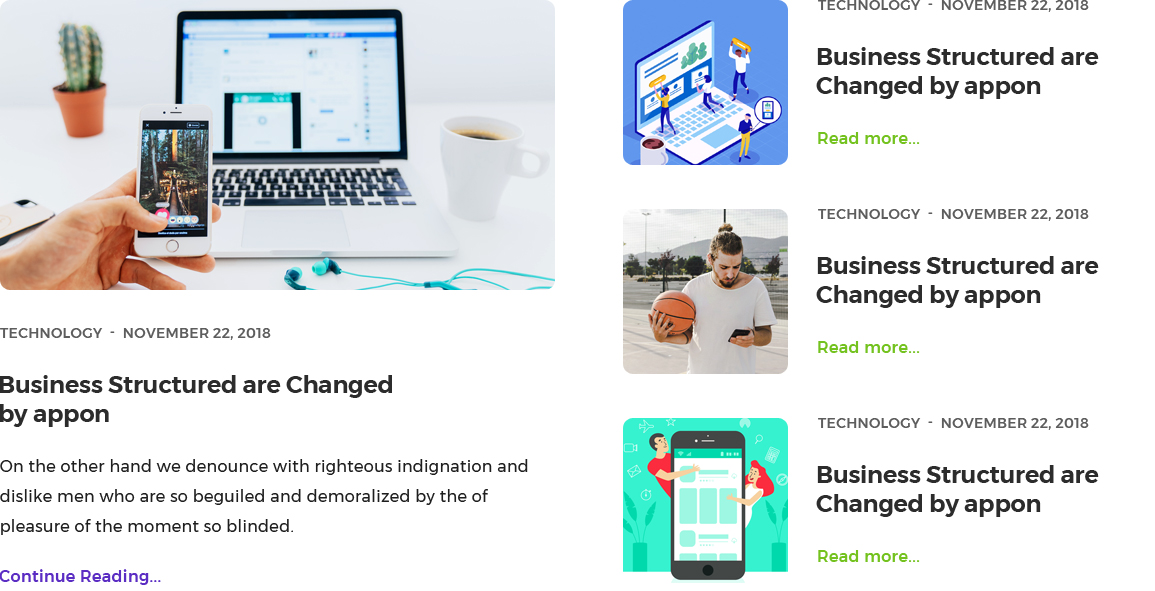 TECHNOLOGY - NOVEMBER 22, 2018
Business Structured are Changed
by appon
On the other hand we denounce with righteous indignation and
dislike men who are so beguiled and demoralized by the of
pleasure of the moment so blinded.
Continue Reading...
TECHNOLOGY - NOVEMBER 22, 2018
Business Structured are
Changed by appon
Read more...
TECHNOLOGY - NOVEMBER 22, 2018
Business Structured are
Changed by appon
Read more...
TECHNOLOGY - NOVEMBER 22, 2018
Business Structured are
Changed by appon
Read more...